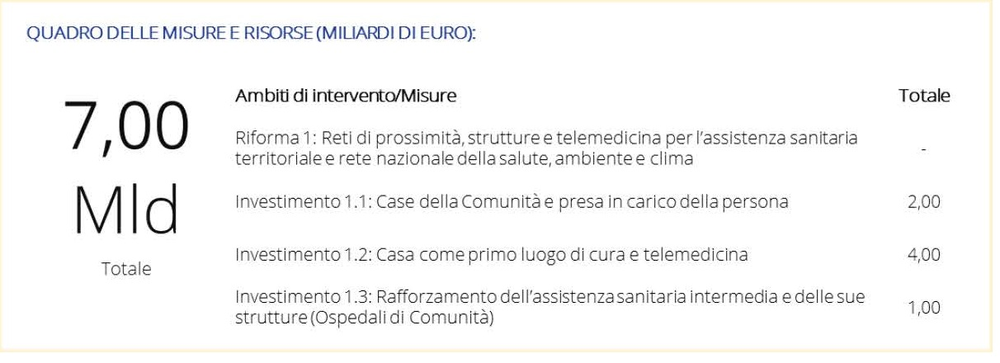 QUADRO DELLE MISURE E RISORSE (MILIARDI DI EURO):
7,00
Mld
Totale
Ambiti di intervento/Misure Totale
Riforma 1: Reti di prossimità, strutture e telemedicina per l'assistenza sanitaria
territoriale e rete nazionale della salute, ambiente e clima -
Investimento 1.1: Case della Comunità e presa in carico della persona 2,00
Investimento 1.2: Casa come primo luogo di cura e telemedicina 4,00
Investimento 1.3: Rafforzamento dell'assistenza sanitaria intermedia e delle sue
strutture (Ospedali di Comunità) 1,00